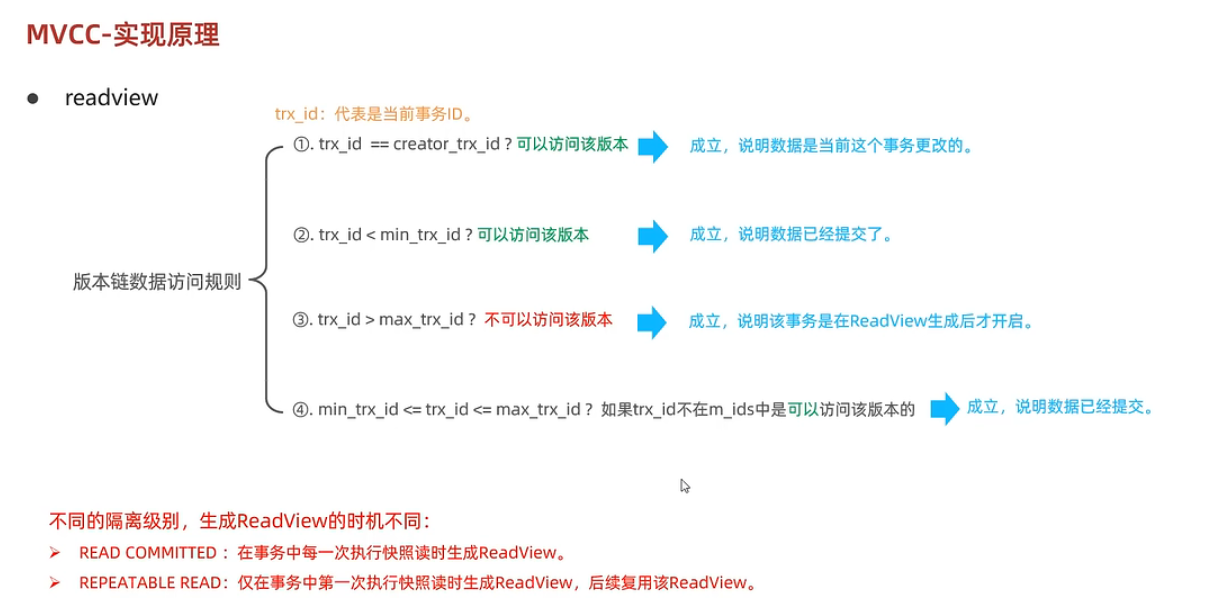 MVCC-实现原理
● readview
trx_id：代表是当前事务ID。
①. trx_id == creator_trx_id ? 可以访问该版本 成立，说明数据是当前这个事务更改的。
②. trx_id < min_trx_id ? 可以访问该版本 成立，说明数据已经提交了。
版本链数据访问规则
③. trx_id > max_trx_id ? 不可以访问该版本 成立，说明该事务是在ReadView生成后才开启。
④. min_trx_id <= trx_id <= max_trx_id ? 如果trx_id不在m_ids中是可以访问该版本的 成立，说明数据已经提交。
不同的隔离级别，生成ReadView的时机不同：
➢ READ COMMITTED ：在事务中每一次执行快照读时生成ReadView。
➢ REPEATABLE READ：仅在事务中第一次执行快照读时生成ReadView，后续复用该ReadView。